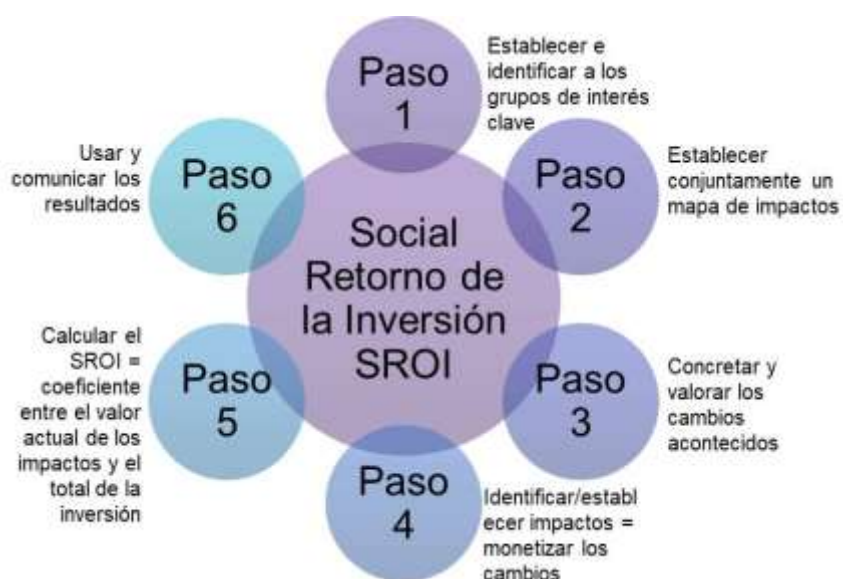 Paso
1
Establecer e
identificar a los
grupos de interés
clave
Paso
2
Establecer
conjuntamente un
mapa de impactos
Paso
3
Concretar y
valorar los
cambios
acontecidos
Paso
4
Identificar/establ
ecer impactos =
monetizar los
cambios
Paso
5
Calcular el
SROI =
coeficiente
entre el valor
actual de los
impactos y el
total de la
inversión
Paso
6
Usar y
comunicar los
resultados
Social
Retorno de
la Inversión
SROI